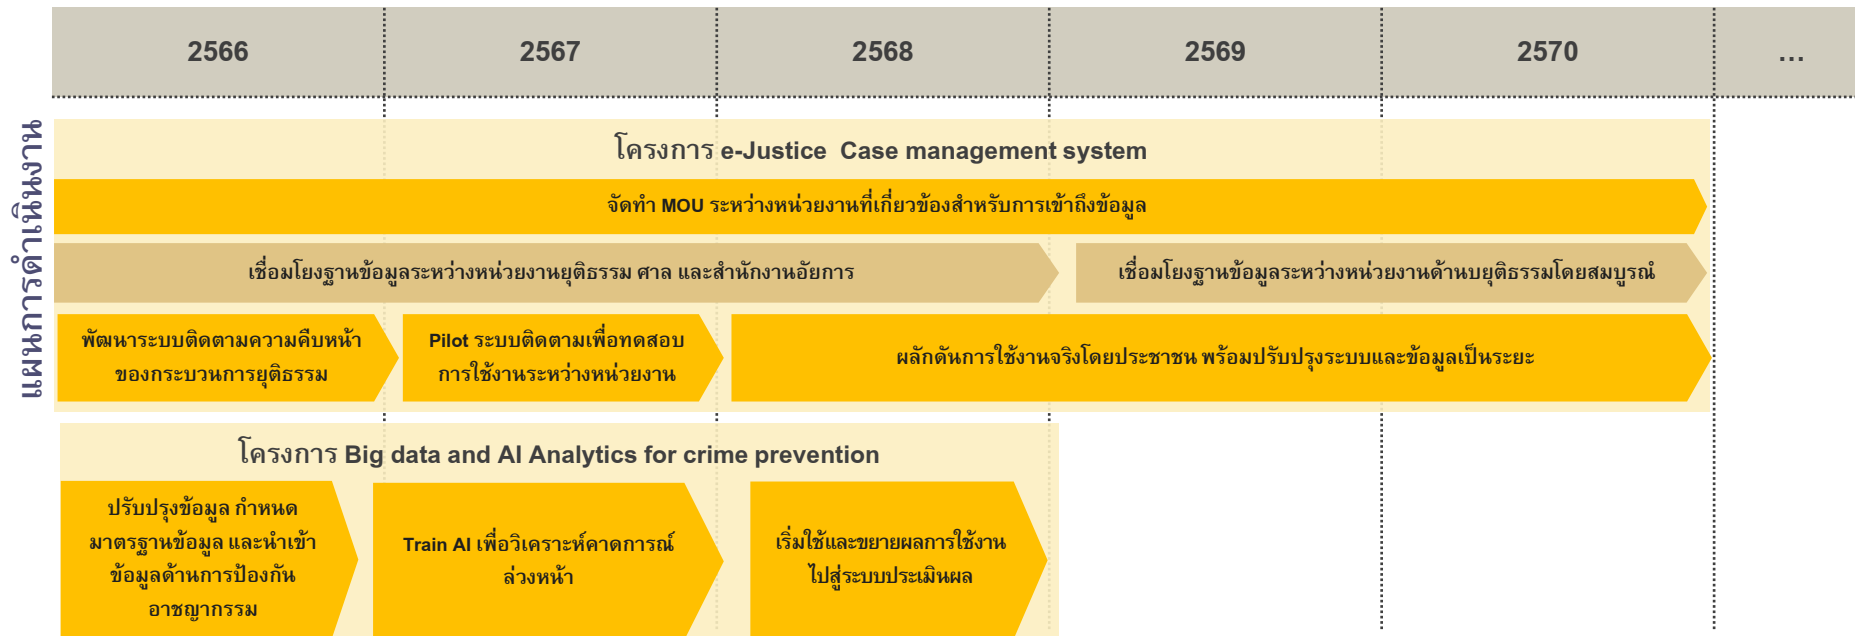 2566 2567 2568 2569 2570 ...
แผนการดำเนินงาน
โครงการ e-Justice Case management system
จัดทำ MOU ระหว่างหน่วยงานที่เกี่ยวข้องสำหรับการเข้าถึงข้อมูล
เชื่อมโยงฐานข้อมูลระหว่างหน่วยงานยุติธรรม ศาล และสำนักงานอัยการ
เชื่อมโยงฐานข้อมูลระหว่างหน่วยงานด้านบยุติธรรมโดยสมบูรณ์
พัฒนาระบบติดตามความคืบหน้า
ของกระบวนการยุติธรรม
Pilot ระบบติดตามเพื่อทดสอบ
การใช้งานระหว่างหน่วยงาน
ผลักดันการใช้งานจริงโดยประชาชน พร้อมปรับปรุงระบบและข้อมูลเป็นระยะ
โครงการ Big data and AI Analytics for crime prevention
ปรับปรุงข้อมูล กำหนด
มาตรฐานข้อมูล และนำเข้า
ข้อมูลด้านการป้องกัน
อาชญากรรม
Train AI เพื่อวิเคราะห์คาดการณ์
ล่วงหน้า
เริ่มใช้และขยายผลการใช้งาน
ไปสู่ระบบประเมินผล